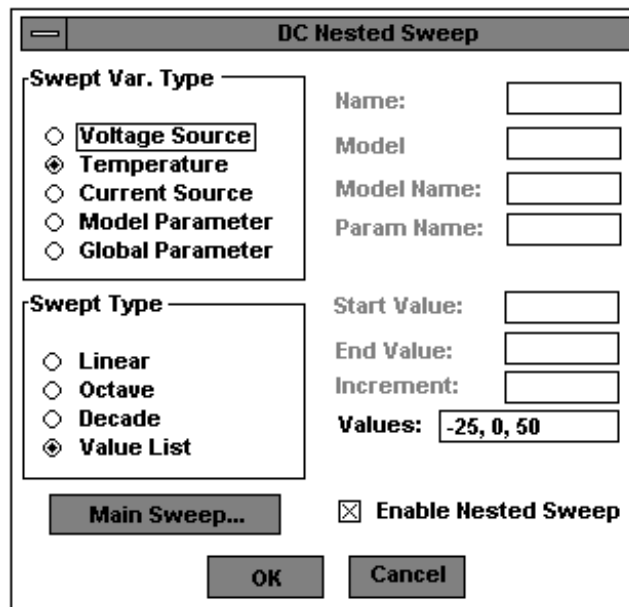 DC Nested Sweep
Swept Var. Type
Voltage Source
Temperature
Current Source
Model Parameter
Global Parameter
Name:
Model
Model Name:
Param Name:
Swept Type
Linear
Octave
Decade
Value List
Start Value:
End Value:
Increment:
Values: -25, 0, 50
Main Sweep...
Enable Nested Sweep
OK
Cancel